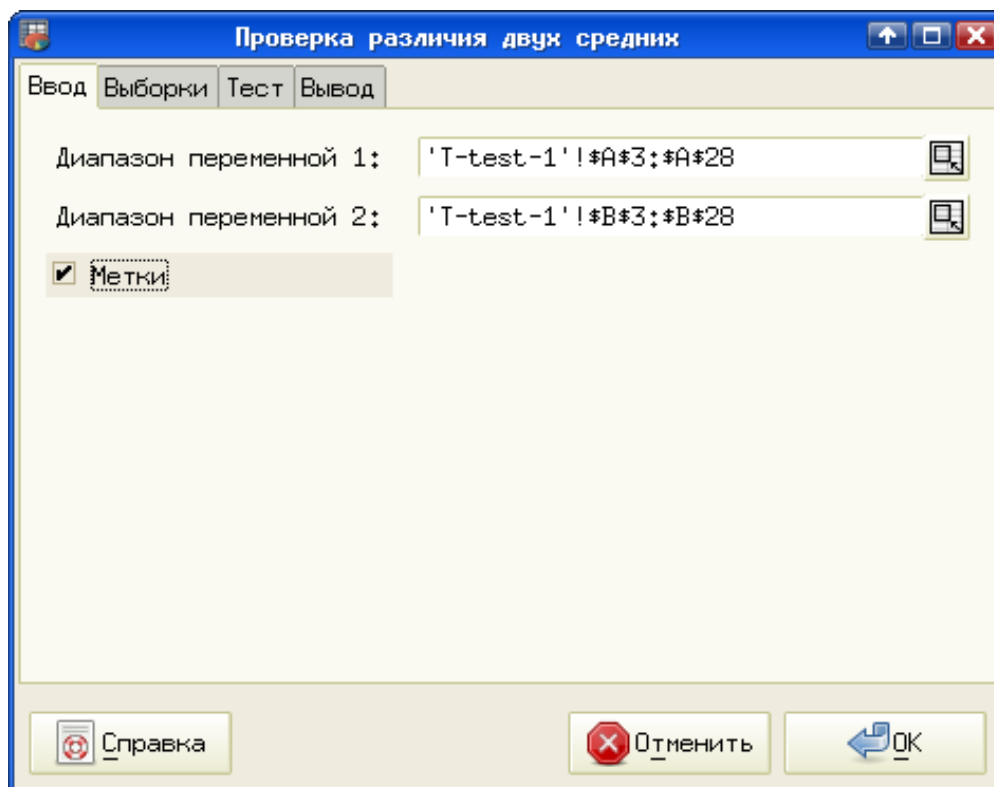 Проверка различия двух средних
Ввод Выборки Тест Вывод
Диапазон переменной 1: 'T-test-1'!$A$3:$A$28
Диапазон переменной 2: 'T-test-1'!$B$3:$B$28
Метки
Справка Отменить OK